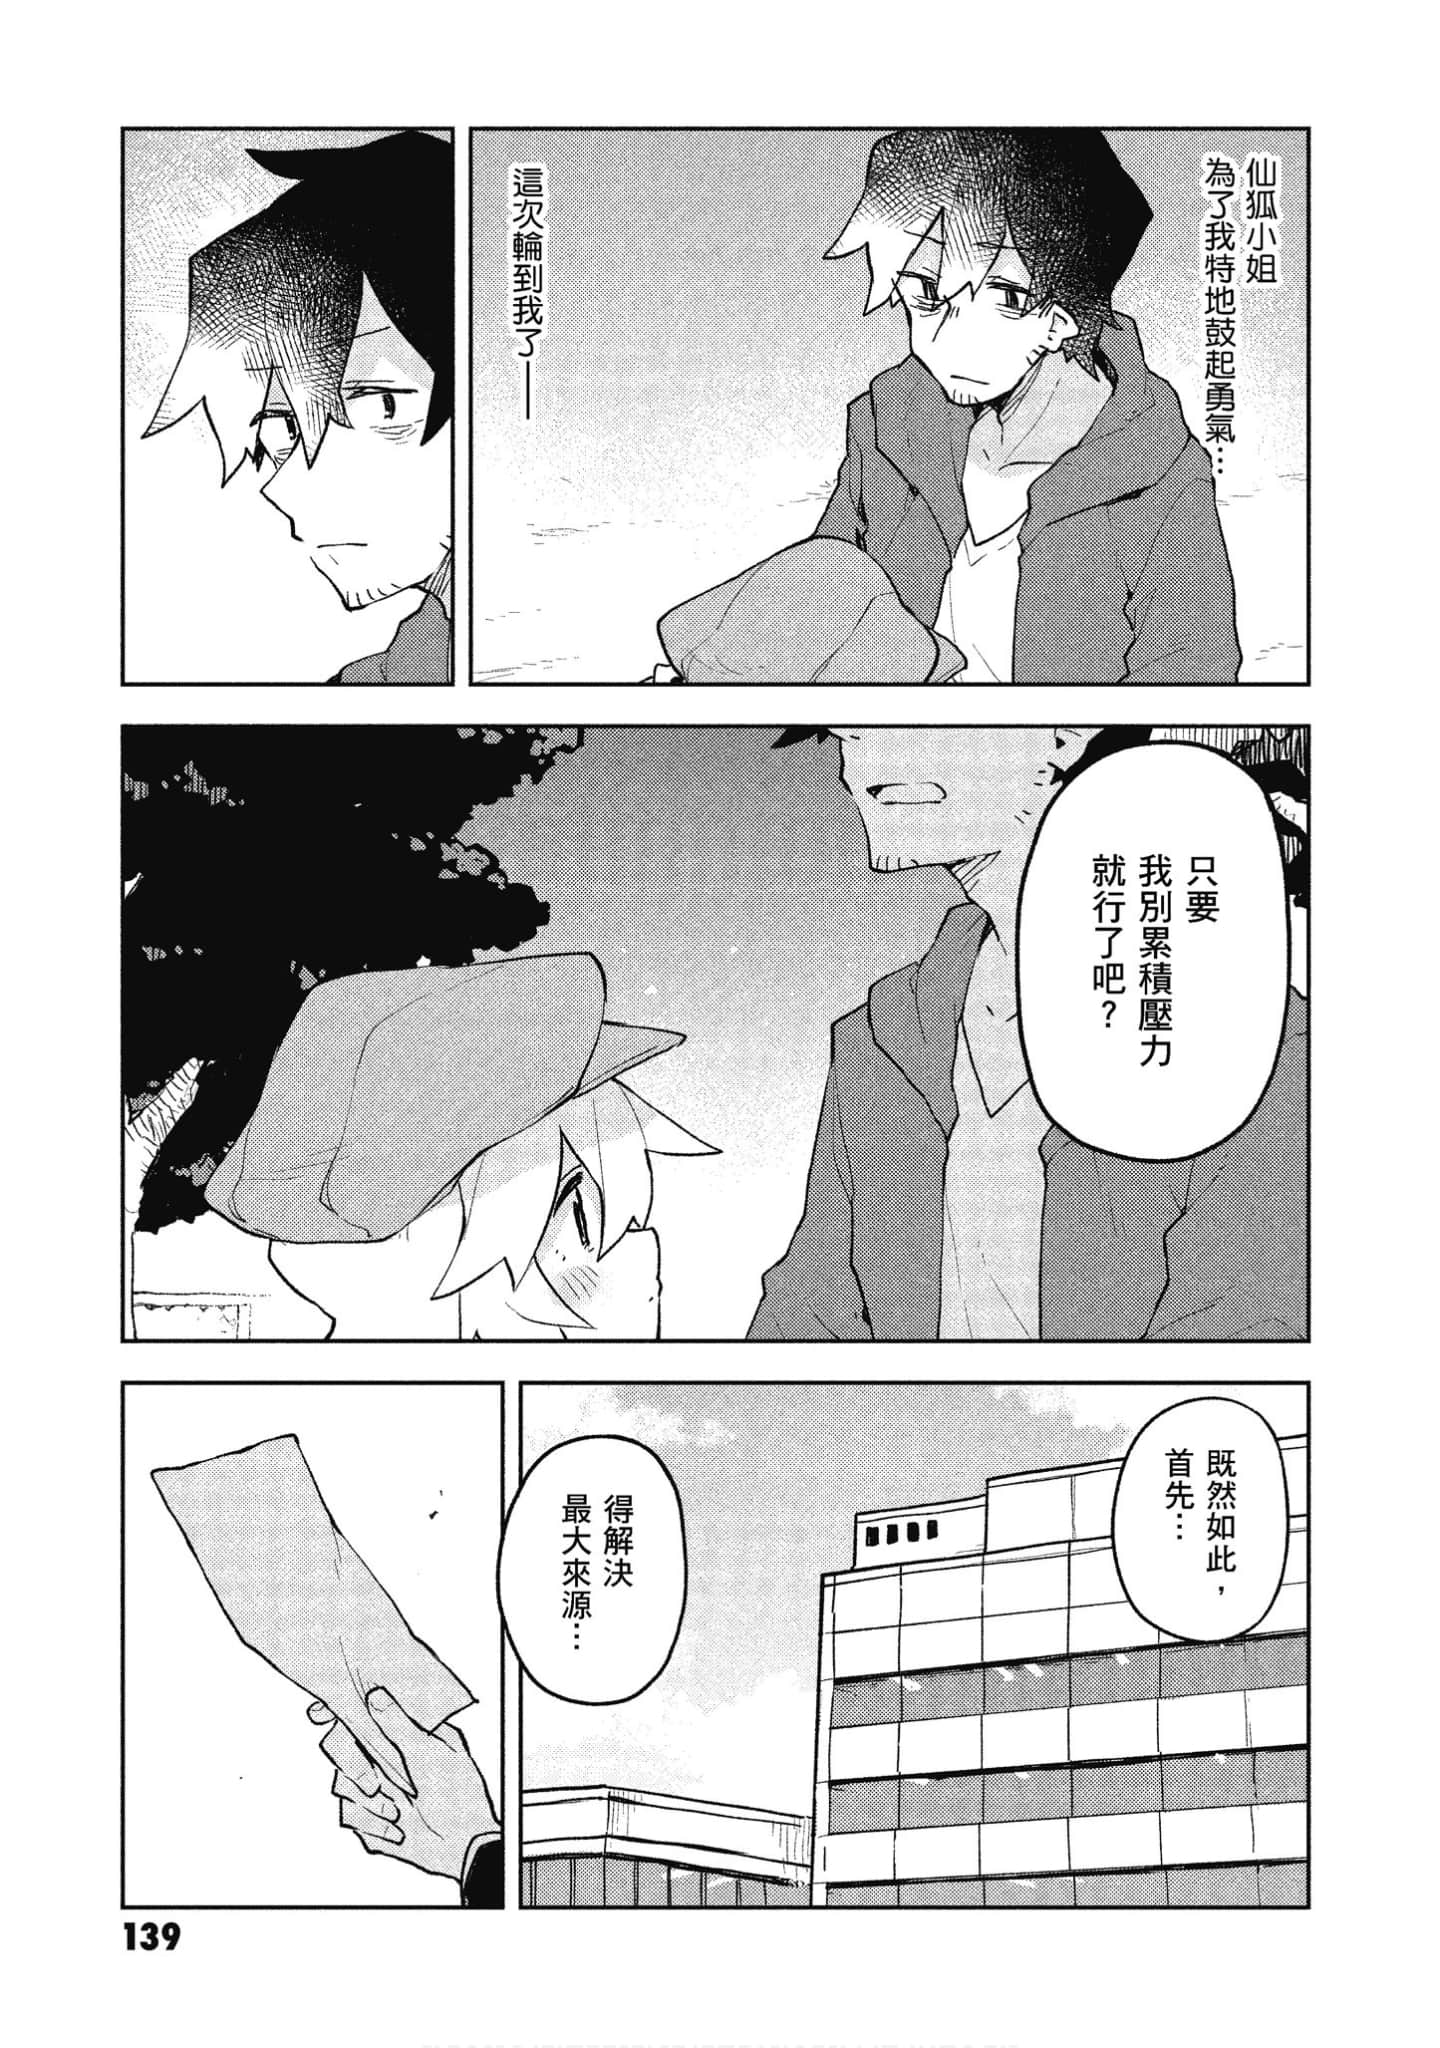 仙狐小姐
為了我特地鼓起勇氣…
這次輪到我了——
只要
我別累積壓力
就行了吧？
既然如此，
首先…
得解決
最大來源…
139